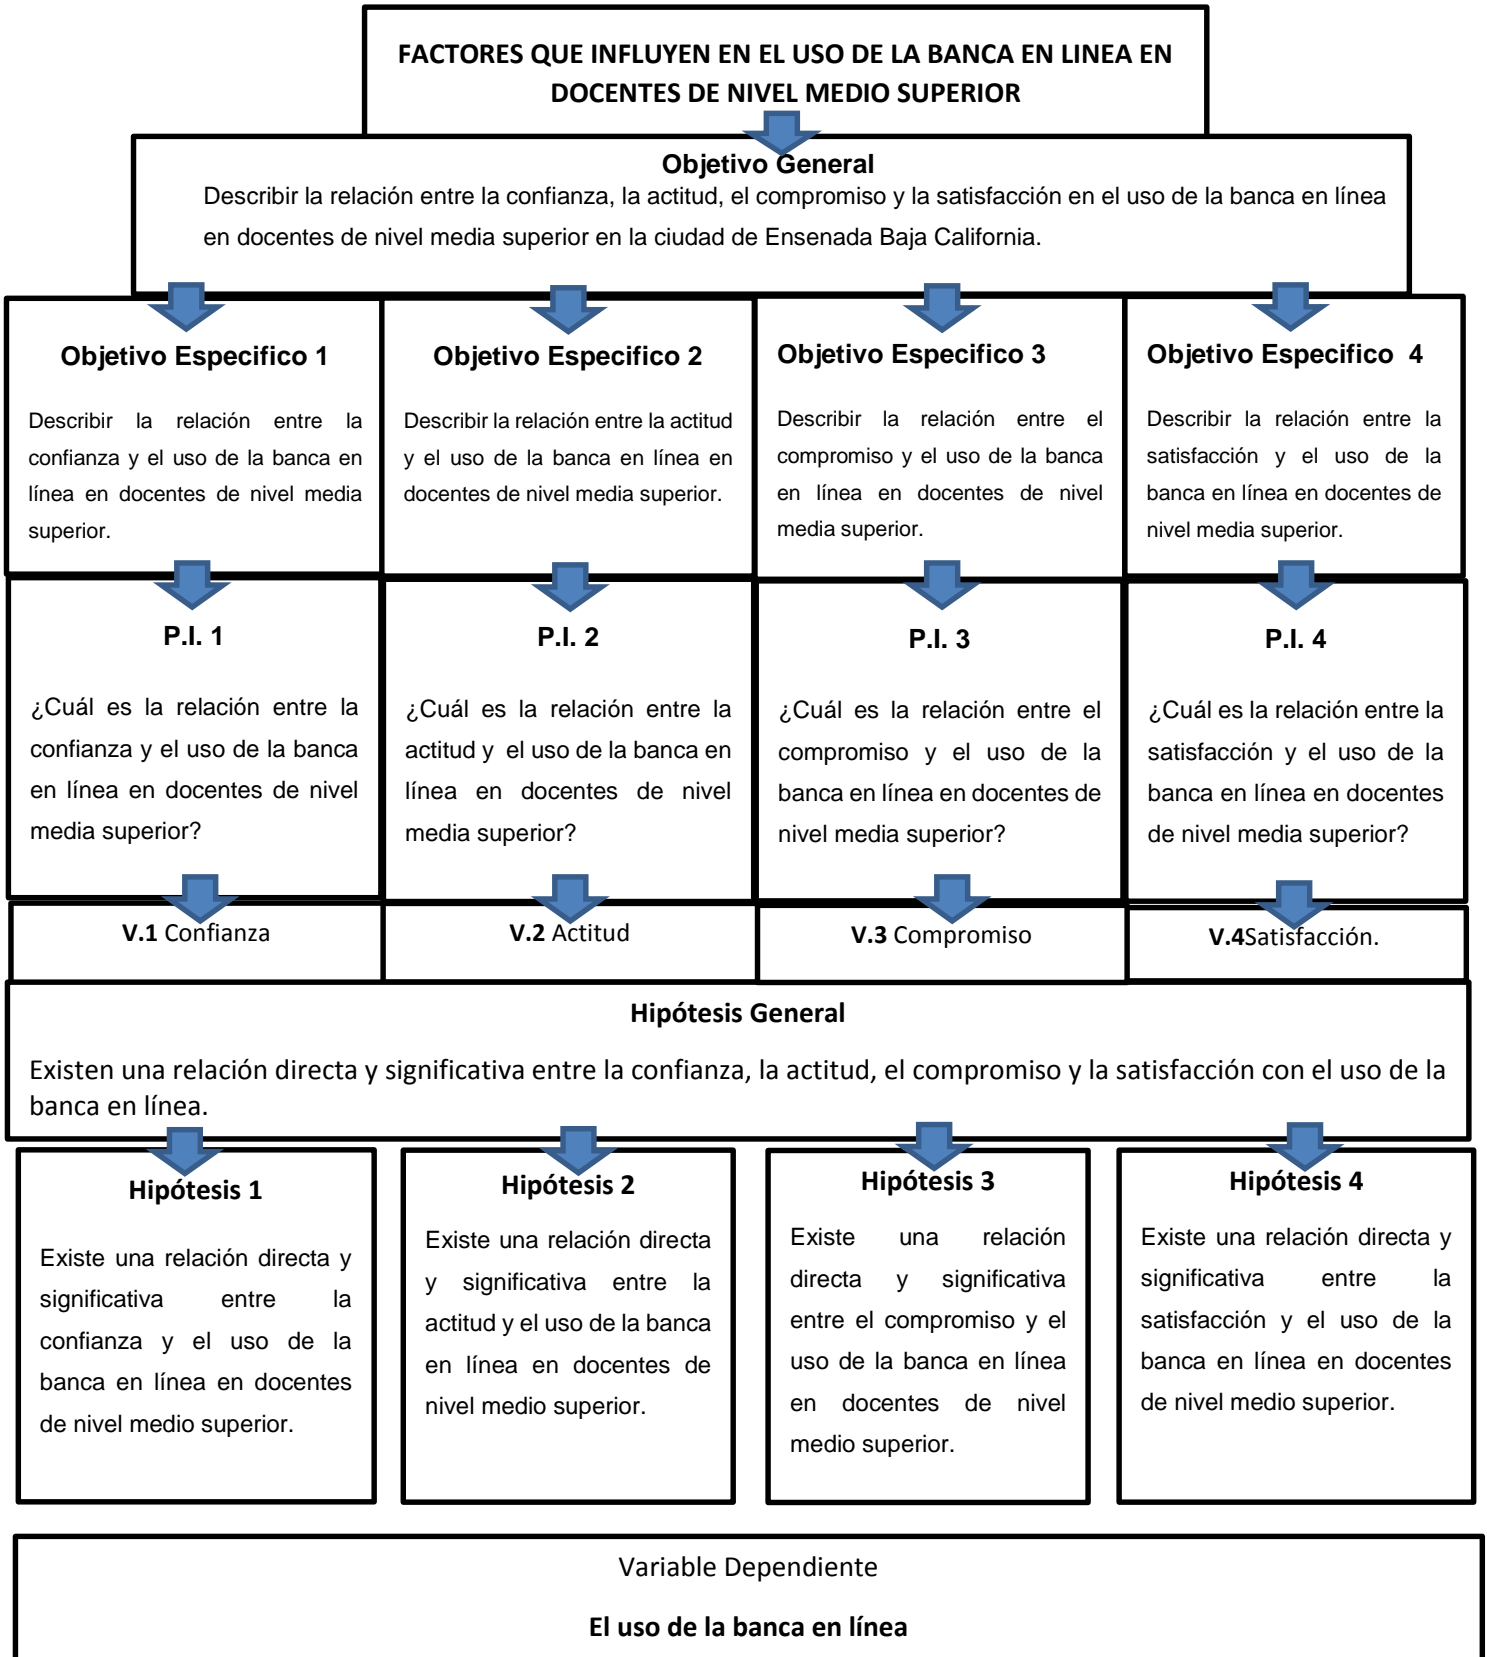 FACTORES QUE INFLUYEN EN EL USO DE LA BANCA EN LINEA EN
DOCENTES DE NIVEL MEDIO SUPERIOR
Objetivo General
Describir la relación entre la confianza, la actitud, el compromiso y la satisfacción en el uso de la banca en línea
en docentes de nivel media superior en la ciudad de Ensenada Baja California.
Objetivo Especifico 1
Describir la relación entre la
confianza y el uso de la banca en
línea en docentes de nivel media
superior.
Objetivo Especifico 2
Describir la relación entre la actitud
y el uso de la banca en línea en
docentes de nivel media superior.
Objetivo Especifico 3
Describir la relación entre el
compromiso y el uso de la banca
en línea en docentes de nivel
media superior.
Objetivo Especifico 4
Describir la relación entre la
satisfacción y el uso de la
banca en línea en docentes de
nivel media superior.
P.I. 1
¿Cuál es la relación entre la
confianza y el uso de la banca
en línea en docentes de nivel
media superior?
P.I. 2
¿Cuál es la relación entre la
actitud y el uso de la banca en
línea en docentes de nivel
media superior?
P.I. 3
¿Cuál es la relación entre el
compromiso y el uso de la
banca en línea en docentes de
nivel media superior?
P.I. 4
¿Cuál es la relación entre la
satisfacción y el uso de la
banca en línea en docentes
de nivel media superior?
V.1 Confianza
V.2 Actitud
V.3 Compromiso
V.4Satisfacción.
Hipótesis General
Existen una relación directa y significativa entre la confianza, la actitud, el compromiso y la satisfacción con el uso de la
banca en línea.
Hipótesis 1
Existe una relación directa y
significativa entre la
confianza y el uso de la
banca en línea en docentes
de nivel medio superior.
Hipótesis 2
Existe una relación directa
y significativa entre la
actitud y el uso de la banca
en línea en docentes de
nivel medio superior.
Hipótesis 3
Existe una relación
directa y significativa
entre el compromiso y el
uso de la banca en línea
en docentes de nivel
medio superior.
Hipótesis 4
Existe una relación directa y
significativa entre la
satisfacción y el uso de la
banca en línea en docentes
de nivel medio superior.
Variable Dependiente
El uso de la banca en línea